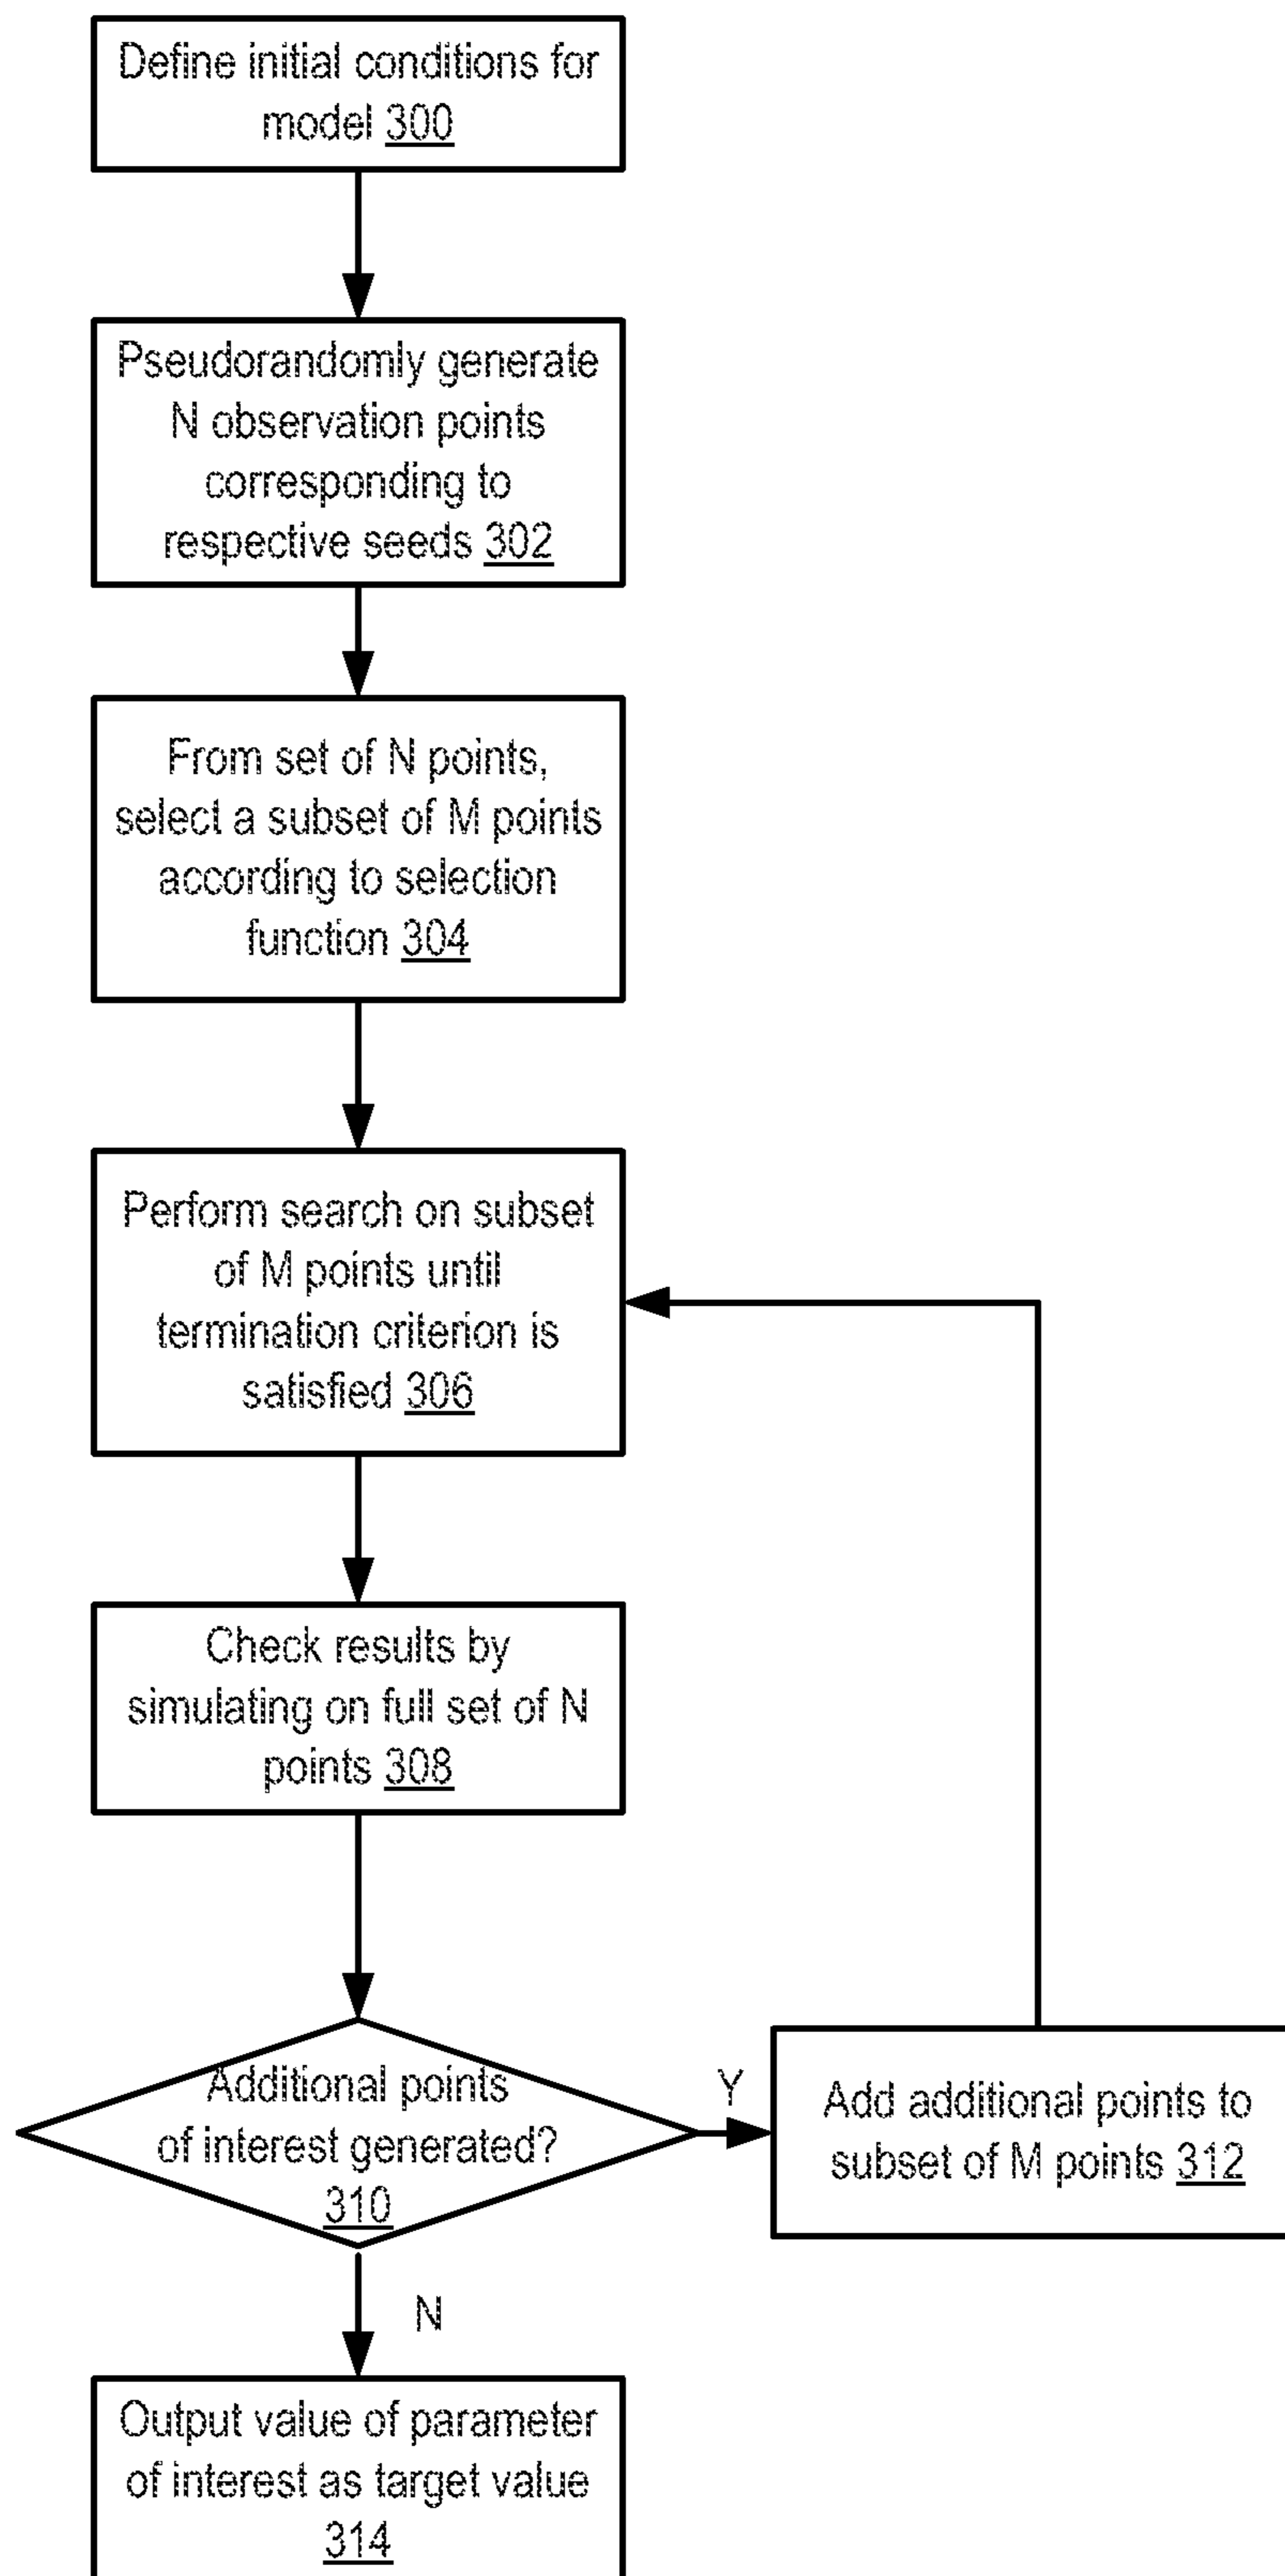 Define initial conditions for
model 300
Pseudorandomly generate
N observation points
corresponding to
respective seeds 302
From set of N points,
select a subset of M points
according to selection
function 304
Perform search on subset
of M points until
termination criterion is
satisfied 306
Check results by
simulating on full set of N
points 308
Additional points
of interest generated?
310
Y
Add additional points to
subset of M points 312
N
Output value of parameter
of interest as target value
314